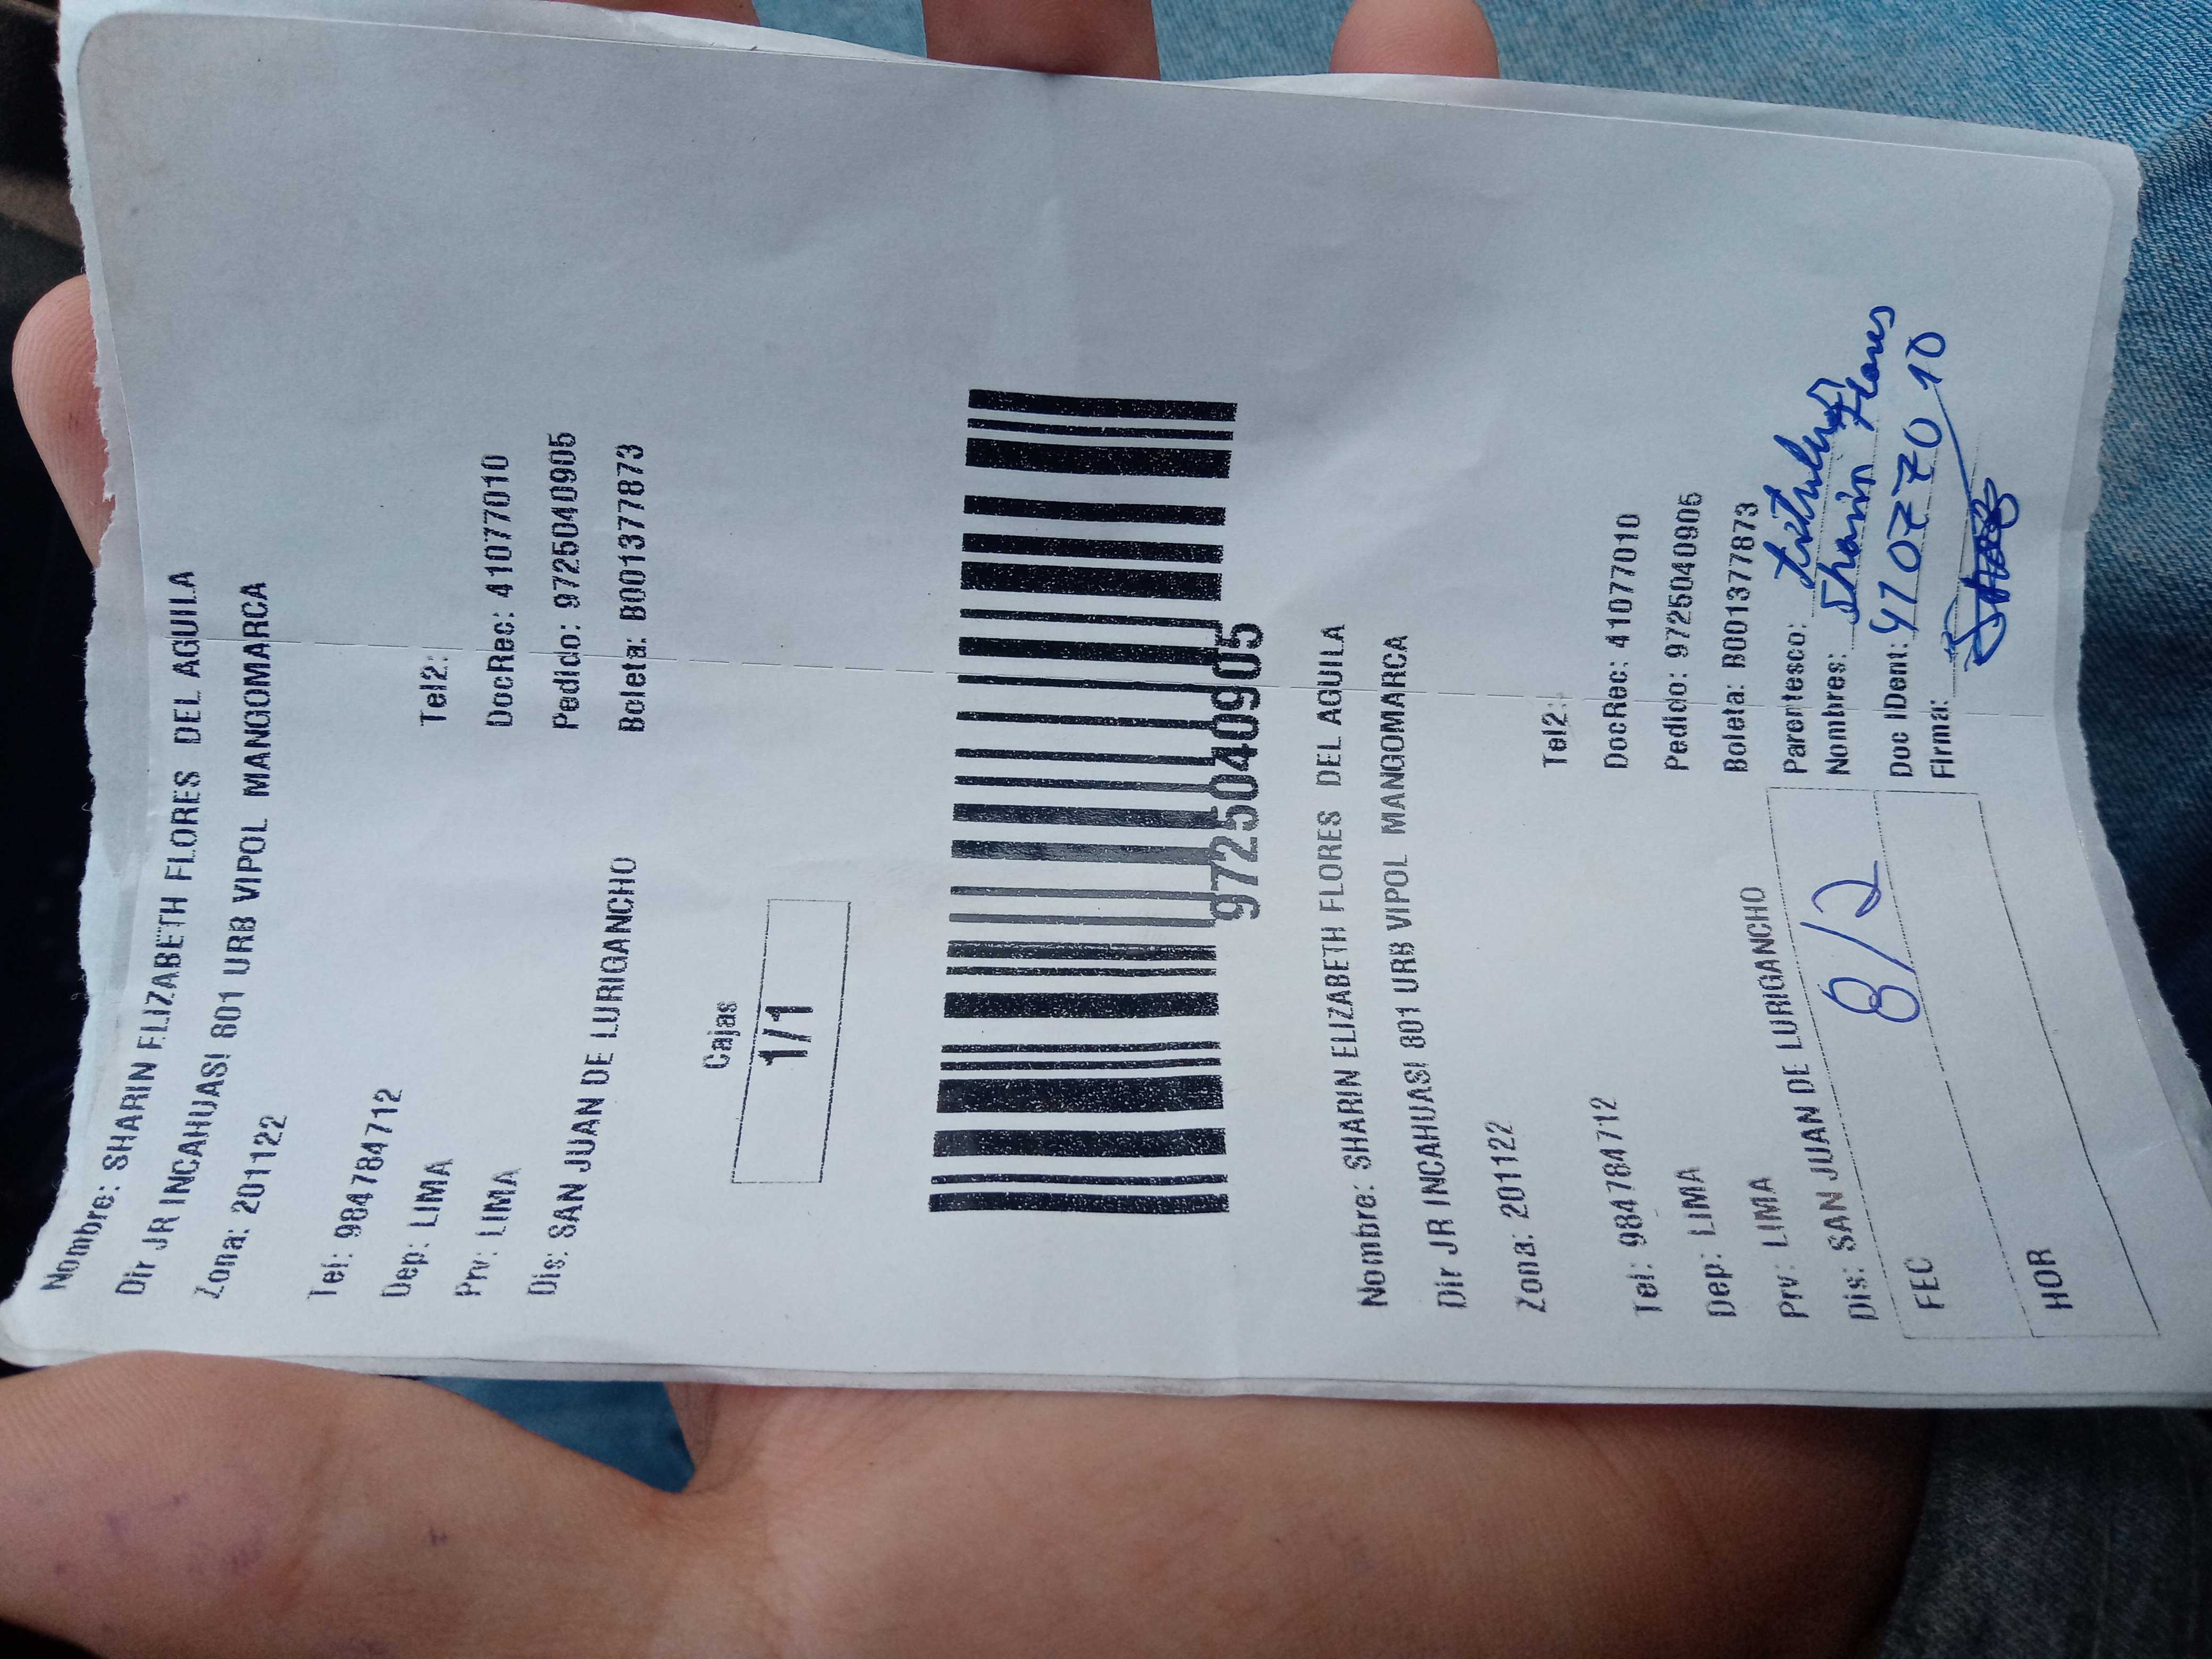 Nombre: SHARIN ELIZABETH FLORES DEL AGUILA
Dir JR INCAHUASI 801 URB VIPOL MANGOMARCA
Zona: 201122
Tel: 984784712 Tel2:
Dep: LIMA DocRec: 41077010
Prv: LIMA Pedido: 9725040905
Dis: SAN JUAN DE LURIGANCHO Boleta: B001377873
Cajas
1/1
9725040905
Nombre: SHARIN ELIZABETH FLORES DEL AGUILA
Dir JR INCAHUASI 801 URB VIPOL MANGOMARCA
Zona: 201122
Tel: 984784712 Tel2:
Dep: LIMA DocRec: 41077010
Prv: LIMA Pedido: 9725040905
Dis: SAN JUAN DE LURIGANCHO Boleta: B001377873
FEC 8/2 Parentesco:
Nombres: Sharin Flores
HOR Doc IDent: 41077010
Firma: